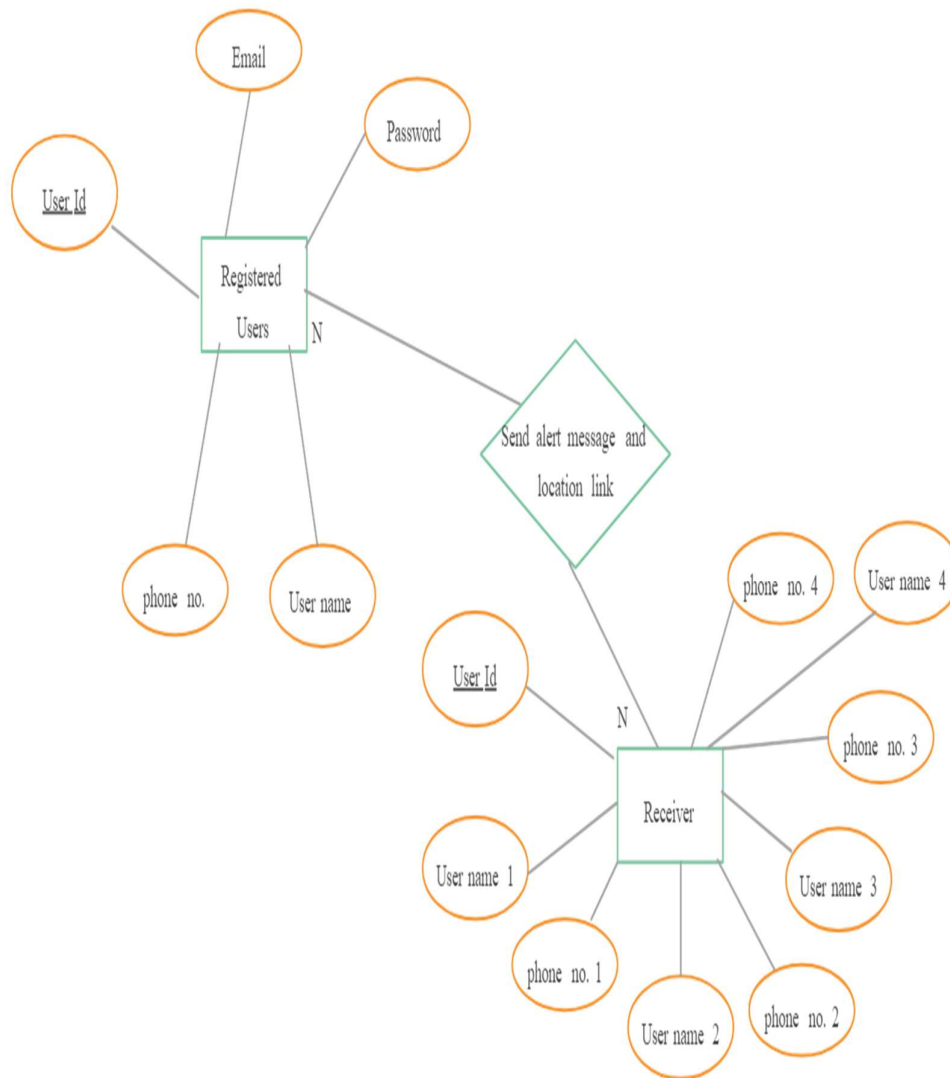 Email
Password
User Id
Registered
Users
N
Send alert message and
location link
phone no.
User name
phone no. 4
User name 4
User Id
N
phone no. 3
Receiver
User name 1
User name 3
phone no. 1
User name 2
phone no. 2